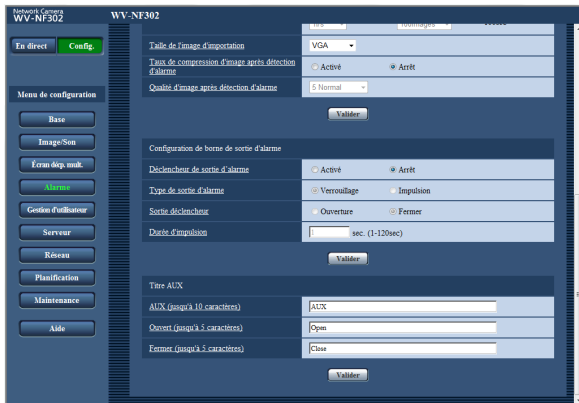 Network Camera
WV-NF302
WV-NF302
En direct
Config.
Taille de l'image d'importation
VGA
Taux de compression d'image après détection d'alarme
Activé
Arrêt
Menu de configuration
Qualité d'image après détection d'alarme
5 Normal
Valider
Base
Image/Son
Configuration de borne de sortie d'alarme
Écran déçp. mult.
Déclencheur de sortie d'alarme
Activé
Arrêt
Alarme
Type de sortie d'alarme
Verrouillage
Impulsion
Gestion d'utilisateur
Sortie déclencheur
Ouverture
Fermer
Serveur
Durée d'impulsion
1
sec. (1-120sec)
Réseau
Valider
Planification
Titre AUX
Maintenance
AUX (jusqu'à 10 caractères)
AUX
Aide
Ouvert (jusqu'à 5 caractères)
Open
Fermer (jusqu'à 5 caractères)
Close
Valider